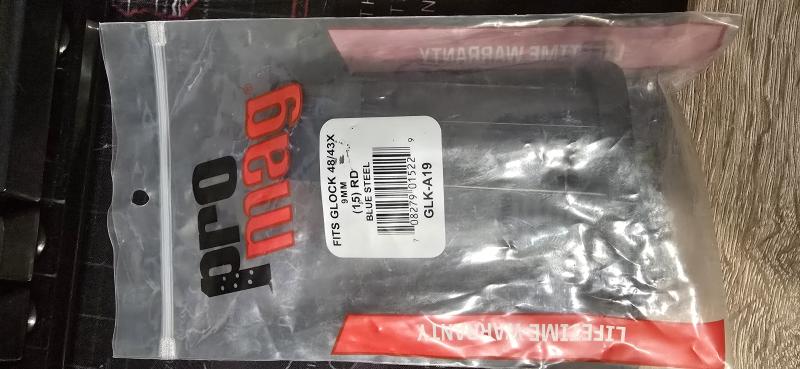 pro
mag®
FITS GLOCK 48/43X
9MM
(15) RD
BLUE STEEL
7 08279 01522 9
GLK-A19
LIFETIME WARRANTY
LIFETIME WARRANTY